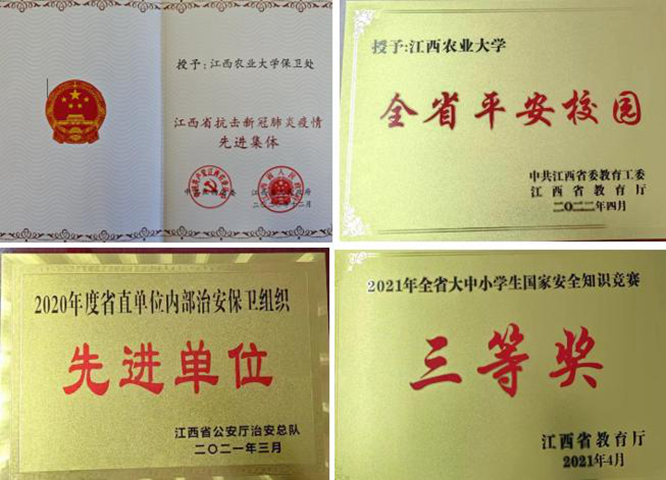 授予:江西农业大学保卫处
江西省抗击新冠肺炎疫情
先进集体
授予:江西农业大学
全省平安校园
中共江西省委教育工委
江西省教育厅
二〇二二年四月
2020年度省直单位内部治安保卫组织
先进单位
江西省公安厅治安总队
二〇二一年三月
2021年全省大中小学生国家安全知识竞赛
三等奖
江西省教育厅
2021年4月